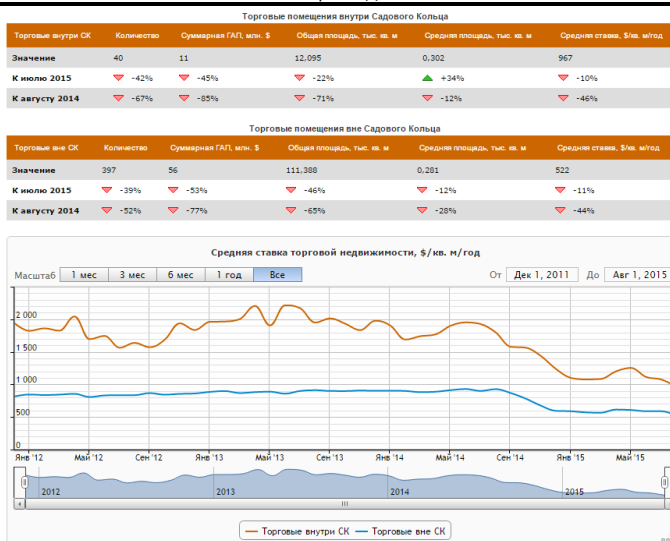 Торговые помещения внутри Садового Кольца
Торговые внутри СК Количество Суммарная ГАП, млн. $ Общая площадь, тыс. кв. м Средняя площадь, тыс. кв. м Средняя ставка, $/кв. м/год
Значение 40 11 12,095 0,302 967
К июлю 2015 -42% -45% -22% +34% -10%
К августу 2014 -67% -85% -71% -12% -46%
Торговые помещения вне Садового Кольца
Торговые вне СК Количество Суммарная ГАП, млн. $ Общая площадь, тыс. кв. м Средняя площадь, тыс. кв. м Средняя ставка, $/кв. м/год
Значение 397 56 111,388 0,281 522
К июлю 2015 -39% -53% -46% -12% -11%
К августу 2014 -52% -77% -65% -28% -44%
Средняя ставка торговой недвижимости, $/кв. м/год
Масштаб 1 мес 3 мес 6 мес 1 год Все От Дек 1, 2011 До Авг 1, 2015
2 000
1 500
1 000
500
0
Янв '12 Май '12 Сен '12 Янв '13 Май '13 Сен '13 Янв '14 Май '14 Сен '14 Янв '15 Май '15
2012 2013 2014 2015
Торговые внутри СК Торговые вне СК